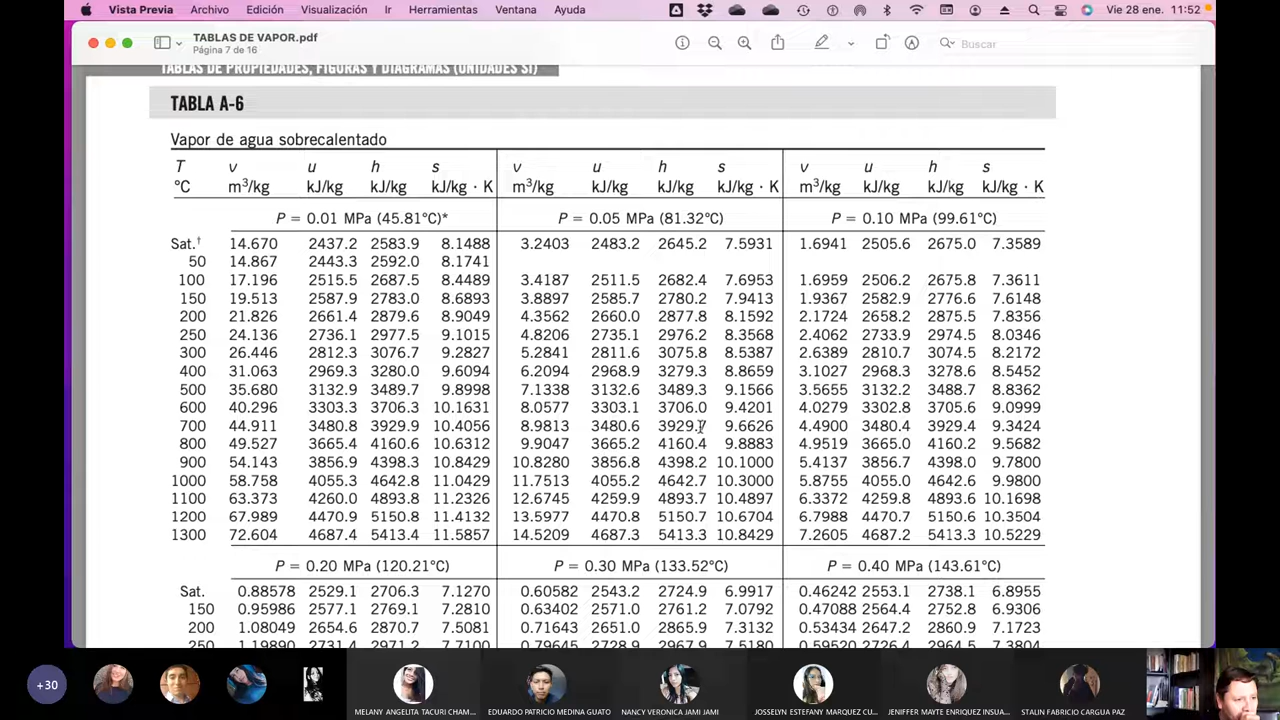 Vista Previa Archivo Edición Visualización Ir Herramientas Ventana Ayuda Vie 28 ene. 11:52
TABLAS DE VAPOR.pdf
Página 7 de 16
Buscar
TABLAS DE PROPIEDADES, FIGURAS Y DIAGRAMAS (UNIDADES SI)
TABLA A-6
Vapor de agua sobrecalentado
T v u h s v u h s v u h s
°C m³/kg kJ/kg kJ/kg kJ/kg · K m³/kg kJ/kg kJ/kg kJ/kg · K m³/kg kJ/kg kJ/kg kJ/kg · K
P = 0.01 MPa (45.81°C)* P = 0.05 MPa (81.32°C) P = 0.10 MPa (99.61°C)
Sat.† 14.670 2437.2 2583.9 8.1488 3.2403 2483.2 2645.2 7.5931 1.6941 2505.6 2675.0 7.3589
50 14.867 2443.3 2592.0 8.1741
100 17.196 2515.5 2687.5 8.4489 3.4187 2511.5 2682.4 7.6953 1.6959 2506.2 2675.8 7.3611
150 19.513 2587.9 2783.0 8.6893 3.8897 2585.7 2780.2 7.9413 1.9367 2582.9 2776.6 7.6148
200 21.826 2661.4 2879.6 8.9049 4.3562 2660.0 2877.8 8.1592 2.1724 2658.2 2875.5 7.8356
250 24.136 2736.1 2977.5 9.1015 4.8206 2735.1 2976.2 8.3568 2.4062 2733.9 2974.5 8.0346
300 26.446 2812.3 3076.7 9.2827 5.2841 2811.6 3075.8 8.5387 2.6389 2810.7 3074.5 8.2172
400 31.063 2969.3 3280.0 9.6094 6.2094 2968.9 3279.3 8.8659 3.1027 2968.3 3278.6 8.5452
500 35.680 3132.9 3489.7 9.8998 7.1338 3132.6 3489.3 9.1566 3.5655 3132.2 3488.7 8.8362
600 40.296 3303.3 3706.3 10.1631 8.0577 3303.1 3706.0 9.4201 4.0279 3302.8 3705.6 9.0999
700 44.911 3480.8 3929.9 10.4056 8.9813 3480.6 3929.7 9.6626 4.4900 3480.4 3929.4 9.3424
800 49.527 3665.4 4160.6 10.6312 9.9047 3665.2 4160.4 9.8883 4.9519 3665.0 4160.2 9.5682
900 54.143 3856.9 4398.3 10.8429 10.8280 3856.8 4398.2 10.1000 5.4137 3856.7 4398.0 9.7800
1000 58.758 4055.3 4642.8 11.0429 11.7513 4055.2 4642.7 10.3000 5.8755 4055.0 4642.6 9.9800
1100 63.373 4260.0 4893.8 11.2326 12.6745 4259.9 4893.7 10.4897 6.3372 4259.8 4893.6 10.1698
1200 67.989 4470.9 5150.8 11.4132 13.5977 4470.8 5150.7 10.6704 6.7988 4470.7 5150.6 10.3504
1300 72.604 4687.4 5413.4 11.5857 14.5209 4687.3 5413.3 10.8429 7.2605 4687.2 5413.3 10.5229
P = 0.20 MPa (120.21°C) P = 0.30 MPa (133.52°C) P = 0.40 MPa (143.61°C)
Sat. 0.88578 2529.1 2706.3 7.1270 0.60582 2543.2 2724.9 6.9917 0.46242 2553.1 2738.1 6.8955
150 0.95986 2577.1 2769.1 7.2810 0.63402 2571.0 2761.2 7.0792 0.47088 2564.4 2752.8 6.9306
200 1.08049 2654.6 2870.7 7.5081 0.71643 2651.0 2865.9 7.3132 0.53434 2647.2 2860.9 7.1723
250 1.19890 2731.4 2971.2 7.7100 0.79645 2728.9 2967.9 7.5180 0.59520 2726.4 2964.5 7.3804
+30
MELANY ANGELITA TACURI CHAM... EDUARDO PATRICIO MEDINA GUATO NANCY VERONICA JAMI JAMI JOSSELYN ESTEFANY MARQUEZ CU... JENIFFER MAYTE ENRIQUEZ INSUA... STALIN FABRICIO CARGUA PAZ